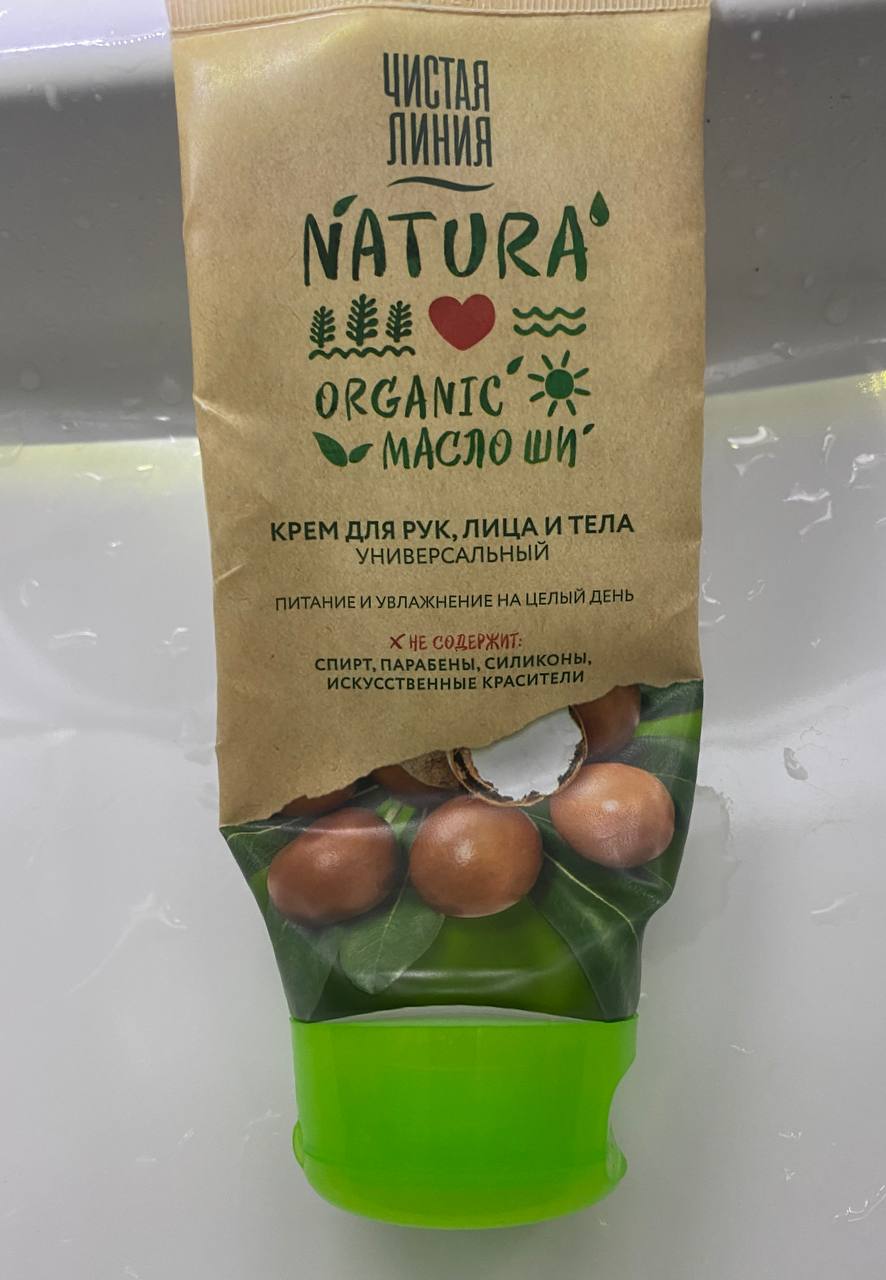 ЧИСТАЯ
ЛИНИЯ
NATURA
ORGANIC
МАСЛО ШИ
КРЕМ ДЛЯ РУК, ЛИЦА И ТЕЛА
УНИВЕРСАЛЬНЫЙ
ПИТАНИЕ И УВЛАЖНЕНИЕ НА ЦЕЛЫЙ ДЕНЬ
НЕ СОДЕРЖИТ:
СПИРТ, ПАРАБЕНЫ, СИЛИКОНЫ,
ИСКУССТВЕННЫЕ КРАСИТЕЛИ